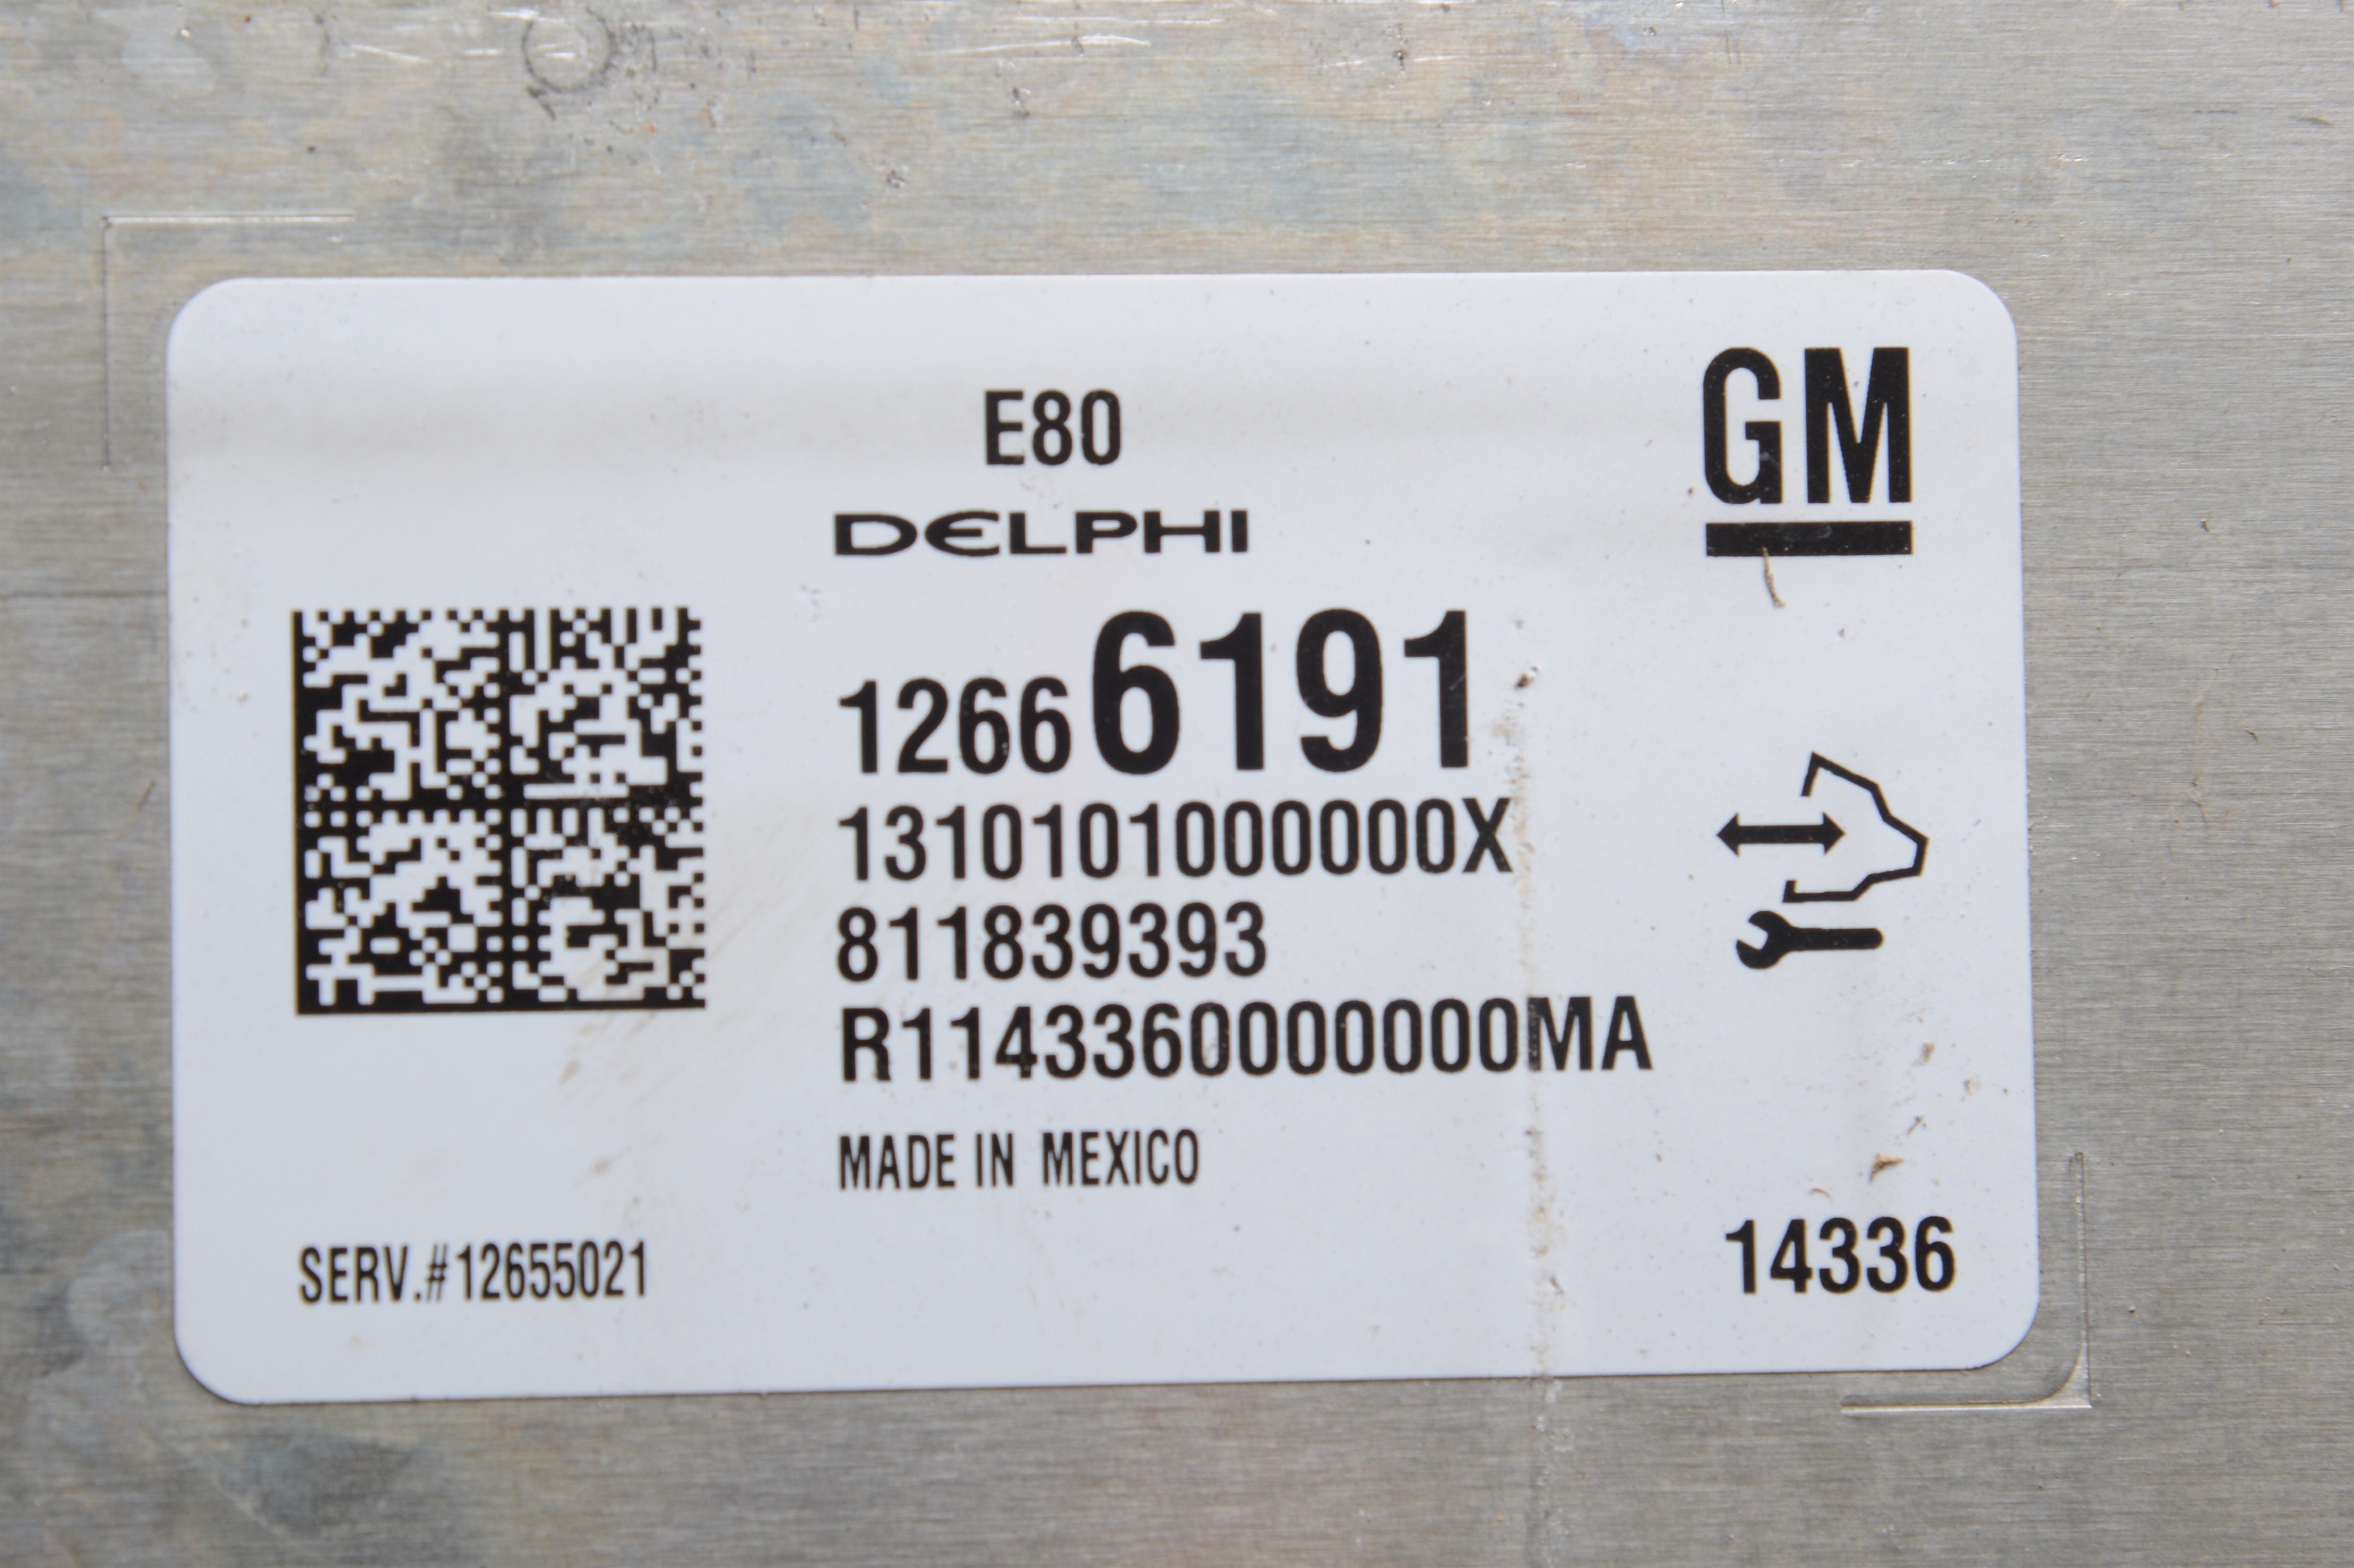 E80
GM
DELPHI
12666191
1310101000000X
811839393
R1143360000000MA
MADE IN MEXICO
SERV.#12655021
14336